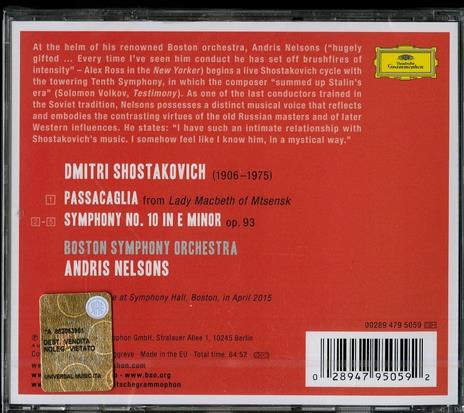 At the helm of his renowned Boston orchestra, Andris Nelsons (“hugely
gifted ... Every time I’ve seen him conduct he has set off brushfires of
intensity” – Alex Ross in the New Yorker) begins a live Shostakovich cycle with
the towering Tenth Symphony, in which the composer “summed up Stalin’s
era” (Solomon Volkov, Testimony). As one of the last conductors trained in
the Soviet tradition, Nelsons possesses a distinct musical voice that reflects
and embodies the contrasting virtues of the old Russian masters and of later
Western influences. He states: “I have such an intimate relationship with
Shostakovich’s music. I somehow feel like I know him, in a mystical way.”
Deutsche
Grammophon
DMITRI SHOSTAKOVICH (1906–1975)
1 PASSACAGLIA from Lady Macbeth of Mtsensk
2-5 SYMPHONY NO. 10 IN E MINOR op. 93
BOSTON SYMPHONY ORCHESTRA
ANDRIS NELSONS
at Symphony Hall, Boston, in April 2015
GmbH, Stralauer Allee 1, 10245 Berlin
Made in the EU · Total time: 64:52
www.bso.org
DEST. VENDITA
NOLEG. VIETATO
UNIVERSAL MUSIC ITA
00289 479 5059
0 28947 95059 2